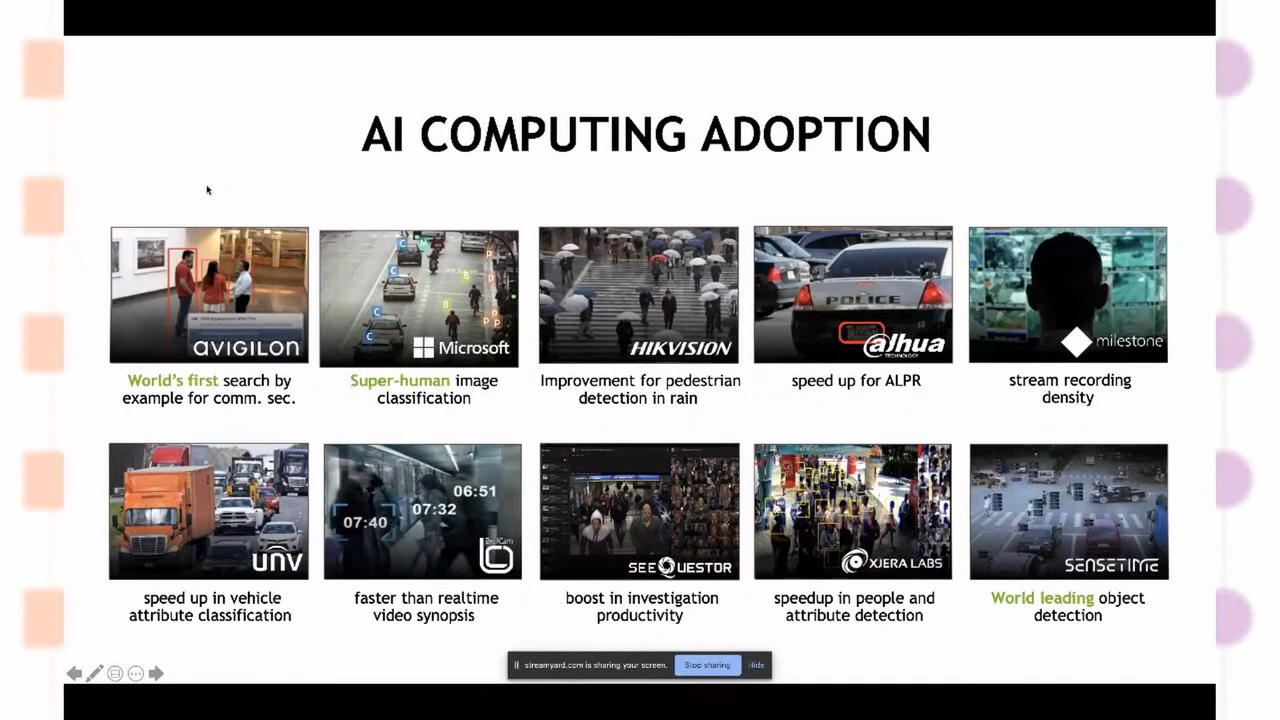 AI COMPUTING ADOPTION
AVIGILON
World's first search by
example for comm. sec.
C
M
C
P
B
P
P
C
B
P
P
C
Microsoft
Super-human image
classification
HIKVISION
Improvement for pedestrian
detection in rain
POLICE
alhua
TECHNOLOGY
speed up for ALPR
milestone
stream recording
density
unv
speed up in vehicle
attribute classification
06:51
07:32
07:40
BriefCam
faster than realtime
video synopsis
SEEQUESTOR
boost in investigation
productivity
XJERA LABS
speedup in people and
attribute detection
SENSETIME
World leading object
detection
streamyard.com is sharing your screen.
Stop sharing
Hide